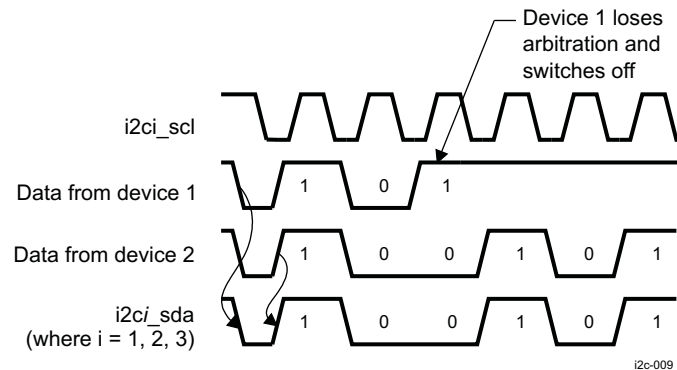 Device 1 loses
arbitration and
switches off
i2ci_scl
Data from device 1
1 0 1
Data from device 2
1 0 0 1 0 1
i2ci_sda
(where i = 1, 2, 3)
1 0 0 1 0 1
i2c-009